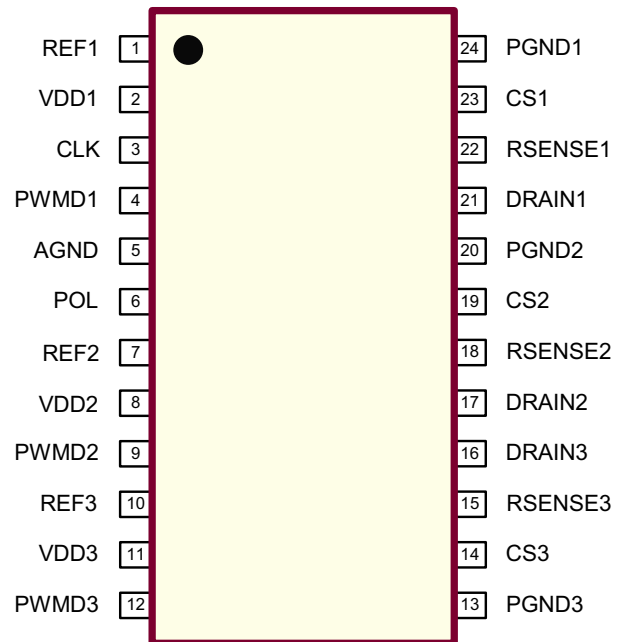 REF1 1 24 PGND1
VDD1 2 23 CS1
CLK 3 22 RSENSE1
PWMD1 4 21 DRAIN1
AGND 5 20 PGND2
POL 6 19 CS2
REF2 7 18 RSENSE2
VDD2 8 17 DRAIN2
PWMD2 9 16 DRAIN3
REF3 10 15 RSENSE3
VDD3 11 14 CS3
PWMD3 12 13 PGND3